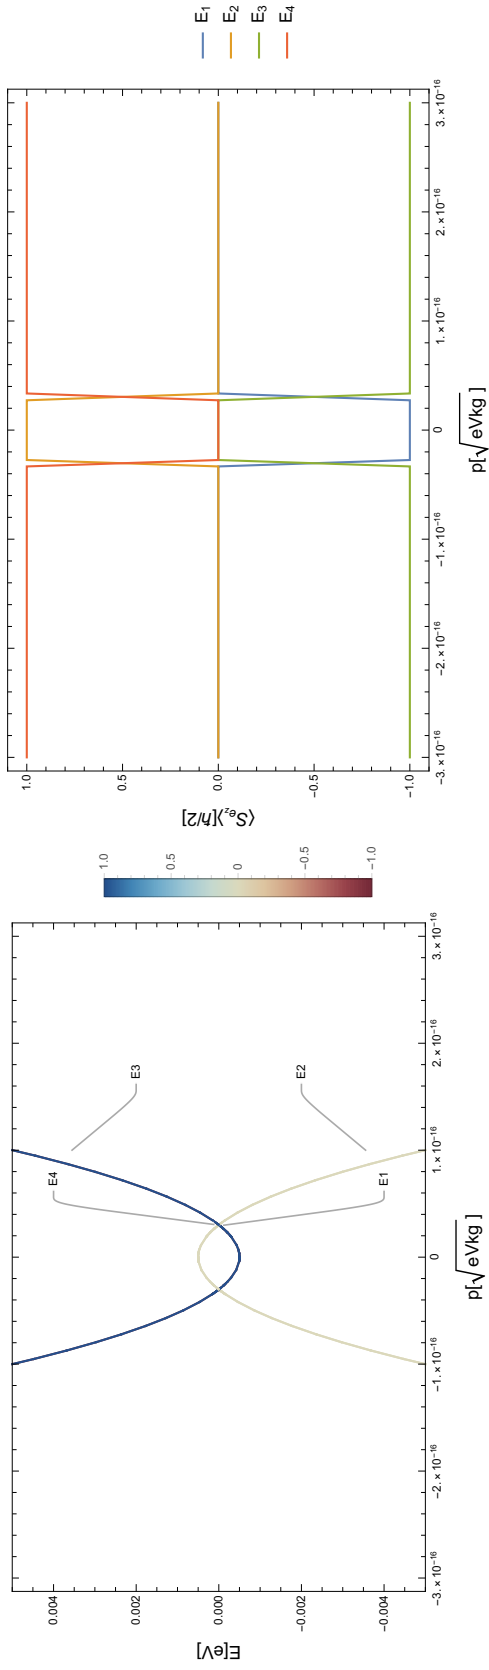 E[eV]
0.004
0.002
0.000
-0.002
-0.004
-3.×10⁻¹⁶
-2.×10⁻¹⁶
-1.×10⁻¹⁶
0
1.×10⁻¹⁶
2.×10⁻¹⁶
3.×10⁻¹⁶
p[√eVkg]
E4
E3
E1
E2
1.0
0.5
0
-0.5
-1.0
⟨S_{e_z}⟩[ℏ/2]
1.0
0.5
0.0
-0.5
-1.0
-3.×10⁻¹⁶
-2.×10⁻¹⁶
-1.×10⁻¹⁶
0
1.×10⁻¹⁶
2.×10⁻¹⁶
3.×10⁻¹⁶
p[√eVkg]
E₁
E₂
E₃
E₄